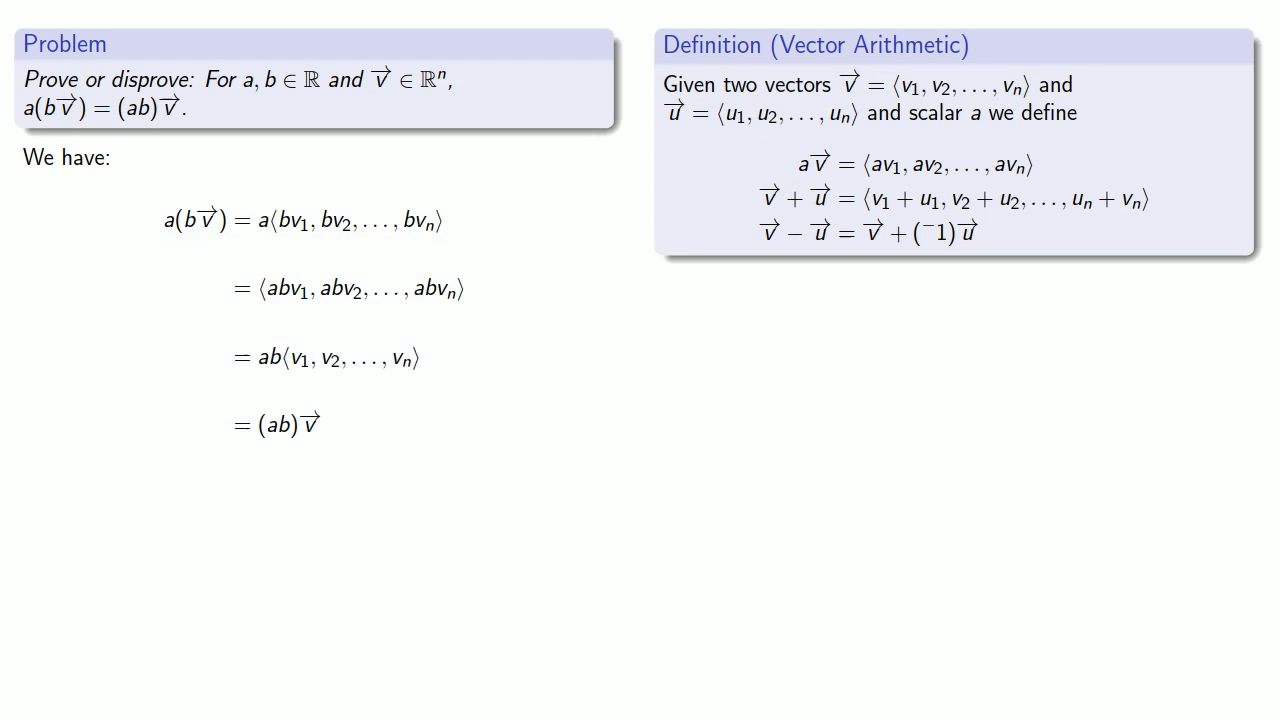 Problem
Prove or disprove: For a, b ∈ ℝ and v⃗ ∈ ℝⁿ,
a(bv⃗) = (ab)v⃗.
We have:
a(bv⃗) = a⟨bv₁, bv₂, . . . , bvₙ⟩
= ⟨abv₁, abv₂, . . . , abvₙ⟩
= ab⟨v₁, v₂, . . . , vₙ⟩
= (ab)v⃗
Definition (Vector Arithmetic)
Given two vectors v⃗ = ⟨v₁, v₂, . . . , vₙ⟩ and
u⃗ = ⟨u₁, u₂, . . . , uₙ⟩ and scalar a we define
av⃗ = ⟨av₁, av₂, . . . , avₙ⟩
v⃗ + u⃗ = ⟨v₁ + u₁, v₂ + u₂, . . . , uₙ + vₙ⟩
v⃗ − u⃗ = v⃗ + (⁻1)u⃗